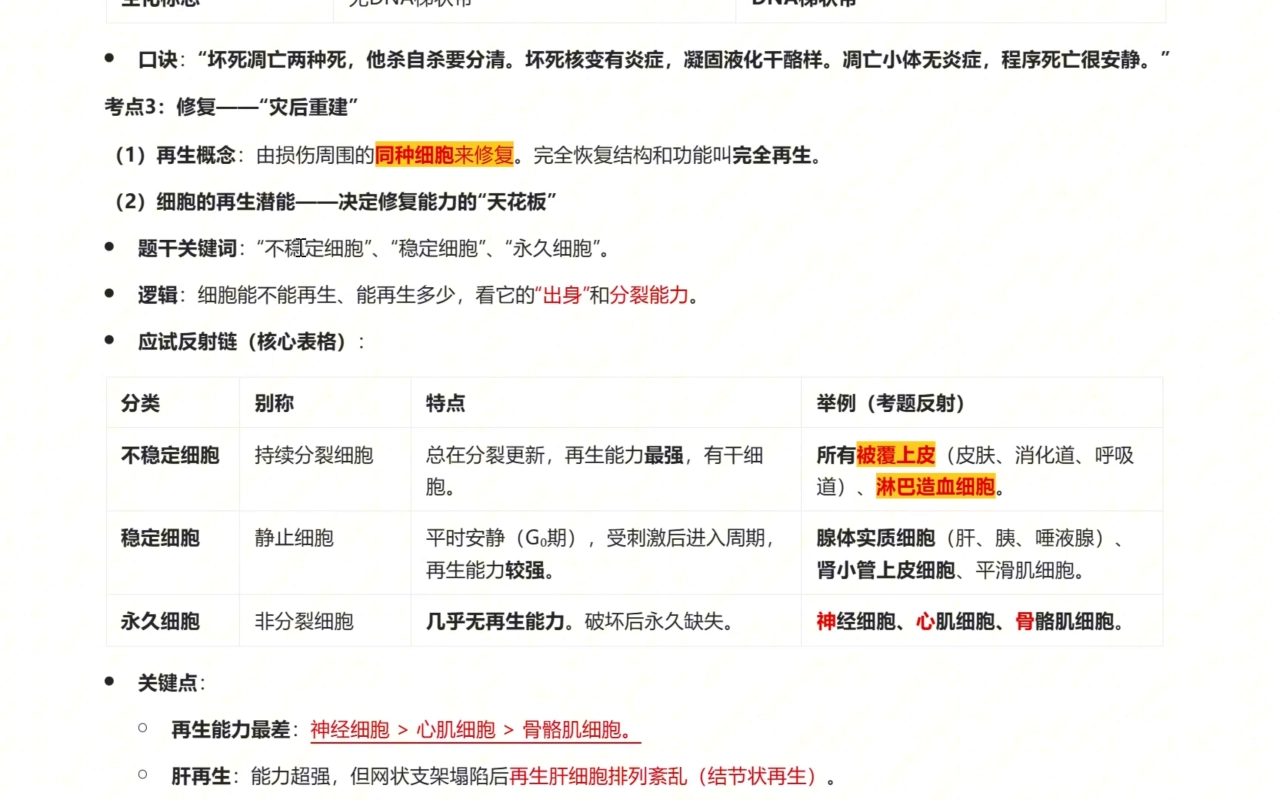 生化标志 无DNA梯状带 DNA梯状带
● 口诀：“坏死凋亡两种死，他杀自杀要分清。坏死核变有炎症，凝固液化干酪样。凋亡小体无炎症，程序死亡很安静。”
考点3：修复——“灾后重建”
（1）再生概念：由损伤周围的同种细胞来修复。完全恢复结构和功能叫完全再生。
（2）细胞的再生潜能——决定修复能力的“天花板”
● 题干关键词：“不稳定细胞”、“稳定细胞”、“永久细胞”。
● 逻辑：细胞能不能再生、能再生多少，看它的“出身”和分裂能力。
● 应试反射链（核心表格）：
分类 别称 特点 举例（考题反射）
不稳定细胞 持续分裂细胞 总在分裂更新，再生能力最强，有干细 所有被覆上皮（皮肤、消化道、呼吸
胞。 道）、淋巴造血细胞。
稳定细胞 静止细胞 平时安静（G₀期），受刺激后进入周期， 腺体实质细胞（肝、胰、唾液腺）、
再生能力较强。 肾小管上皮细胞、平滑肌细胞。
永久细胞 非分裂细胞 几乎无再生能力。破坏后永久缺失。 神经细胞、心肌细胞、骨骼肌细胞。
● 关键点：
○ 再生能力最差：神经细胞 > 心肌细胞 > 骨骼肌细胞。
○ 肝再生：能力超强，但网状支架塌陷后再生肝细胞排列紊乱（结节状再生）。